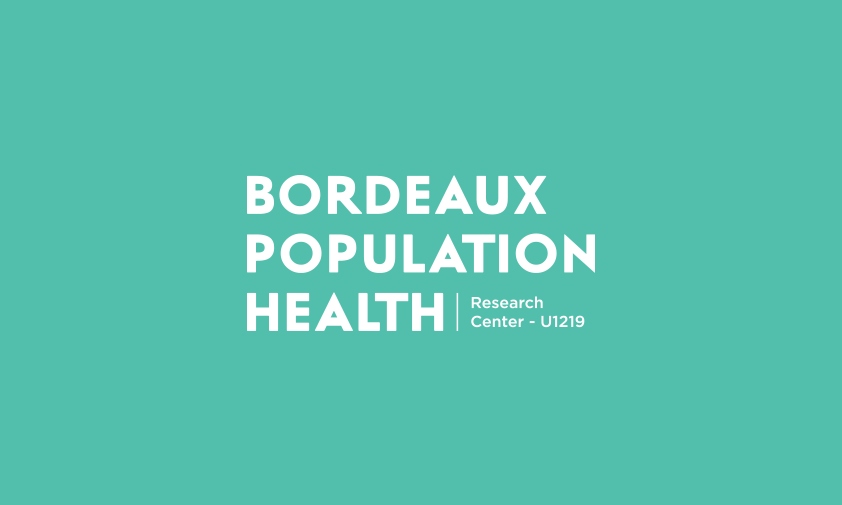 BORDEAUX
POPULATION
HEALTH
Research
Center - U1219